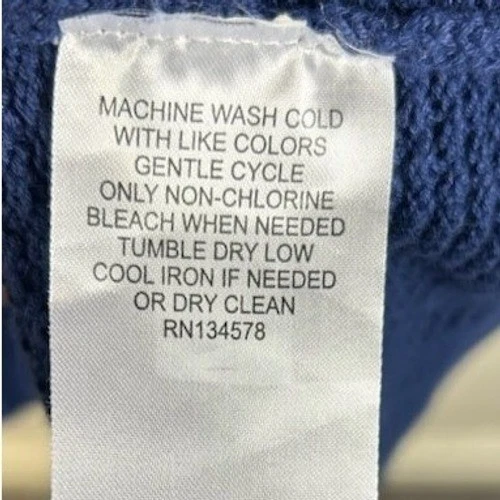 MACHINE WASH COLD
WITH LIKE COLORS
GENTLE CYCLE
ONLY NON-CHLORINE
BLEACH WHEN NEEDED
TUMBLE DRY LOW
COOL IRON IF NEEDED
OR DRY CLEAN
RN134578